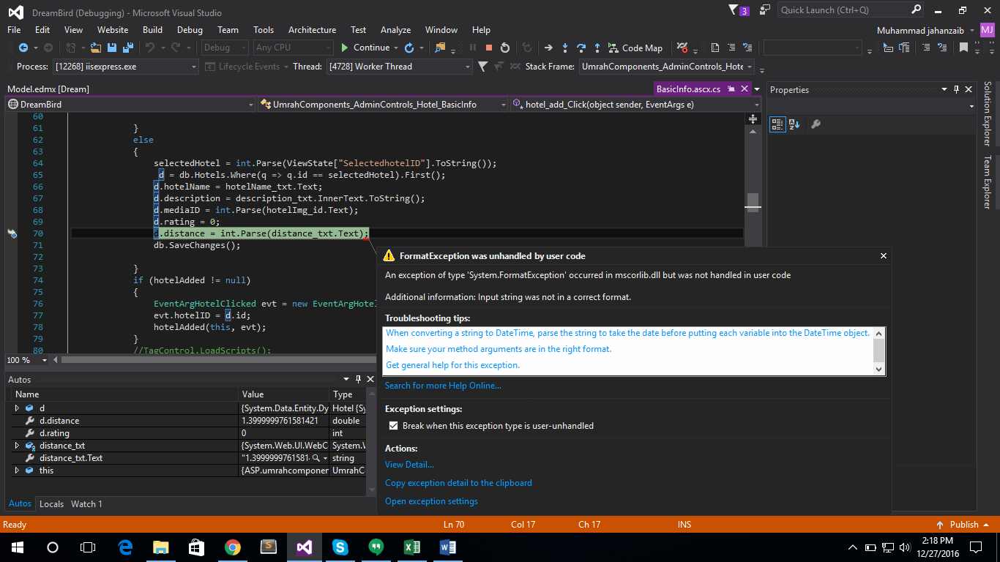 DreamBird (Debugging) - Microsoft Visual Studio
3
Quick Launch (Ctrl+Q)
File Edit View Website Build Debug Team Tools Architecture Test Analyze Window Help
Muhammad jahanzaib MJ
Debug Any CPU Continue Code Map
Process: [12268] iisexpress.exe Lifecycle Events Thread: [4728] Worker Thread Stack Frame: UmrahComponents_AdminControls_Hote
Model.edmx [Dream] BasicInfo.ascx.cs
DreamBird UmrahComponents_AdminControls_Hotel_BasicInfo hotel_add_Click(object sender, EventArgs e)
60
61 }
62 else
63 {
64 selectedHotel = int.Parse(ViewState["SelectedhotelID"].ToString());
65 d = db.Hotels.Where(q => q.id == selectedHotel).First();
66 d.hotelName = hotelName_txt.Text;
67 d.description = description_txt.InnerText.ToString();
68 d.mediaID = int.Parse(hotelImg_id.Text);
69 d.rating = 0;
70 d.distance = int.Parse(distance_txt.Text);
71 db.SaveChanges();
72
73 }
74 if (hotelAdded != null)
75 {
76 EventArgHotelClicked evt = new EventArgHotel
77 evt.hotelID = d.id;
78 hotelAdded(this, evt);
79 }
80 //TagControl.LoadScripts();
100 %
Properties
Solution Explorer
Team Explorer
FormatException was unhandled by user code
An exception of type 'System.FormatException' occurred in mscorlib.dll but was not handled in user code
Additional information: Input string was not in a correct format.
Troubleshooting tips:
When converting a string to DateTime, parse the string to take the date before putting each variable into the DateTime object.
Make sure your method arguments are in the right format.
Get general help for this exception.
Search for more Help Online...
Exception settings:
Break when this exception type is user-unhandled
Actions:
View Detail...
Copy exception detail to the clipboard
Open exception settings
Autos
Name Value Type
d {System.Data.Entity.Dy Hotel {Sy
d.distance 1.3999999761581421 double
d.rating 0 int
distance_txt {System.Web.UI.WebC System.W
distance_txt.Text "1.3999999761581 string
this {ASP.umrahcomponen UmrahCo
Autos Locals Watch 1
Ready Ln 70 Col 17 Ch 17 INS Publish
2:18 PM
12/27/2016